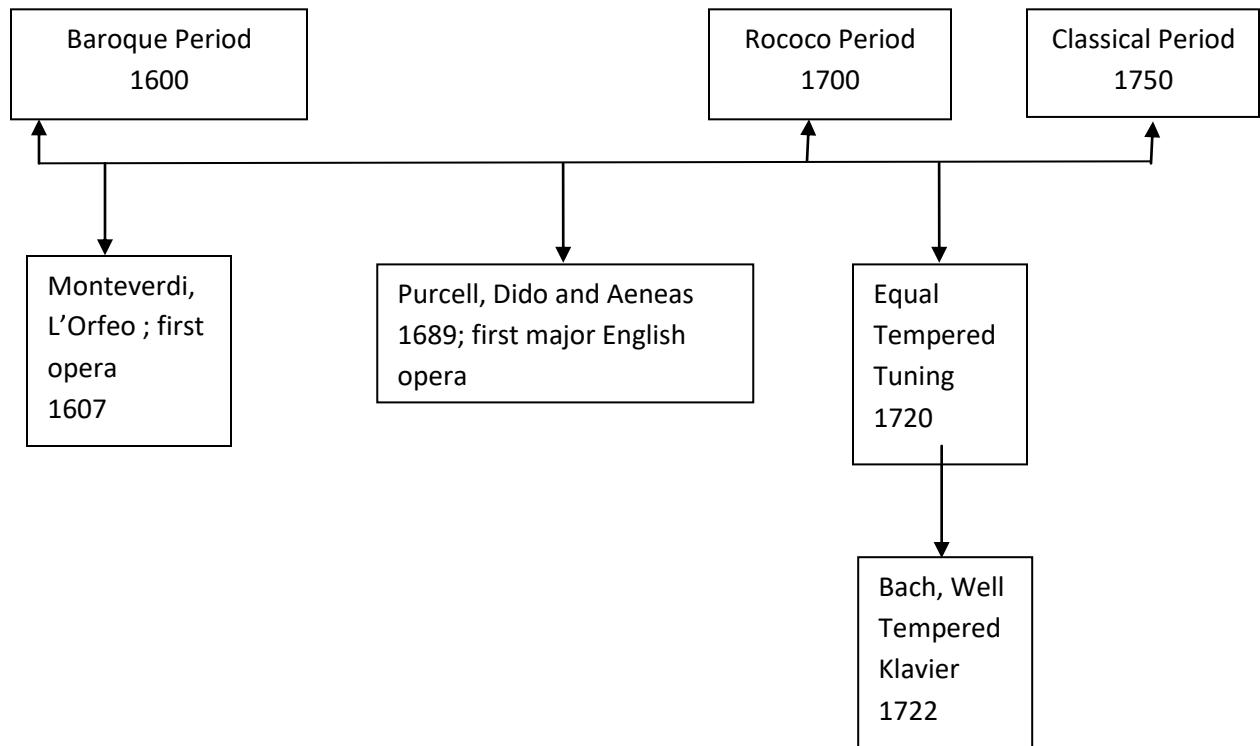 Baroque Period
1600
Rococo Period
1700
Classical Period
1750
Monteverdi,
L’Orfeo ; first
opera
1607
Purcell, Dido and Aeneas
1689; first major English
opera
Equal
Tempered
Tuning
1720
Bach, Well
Tempered
Klavier
1722